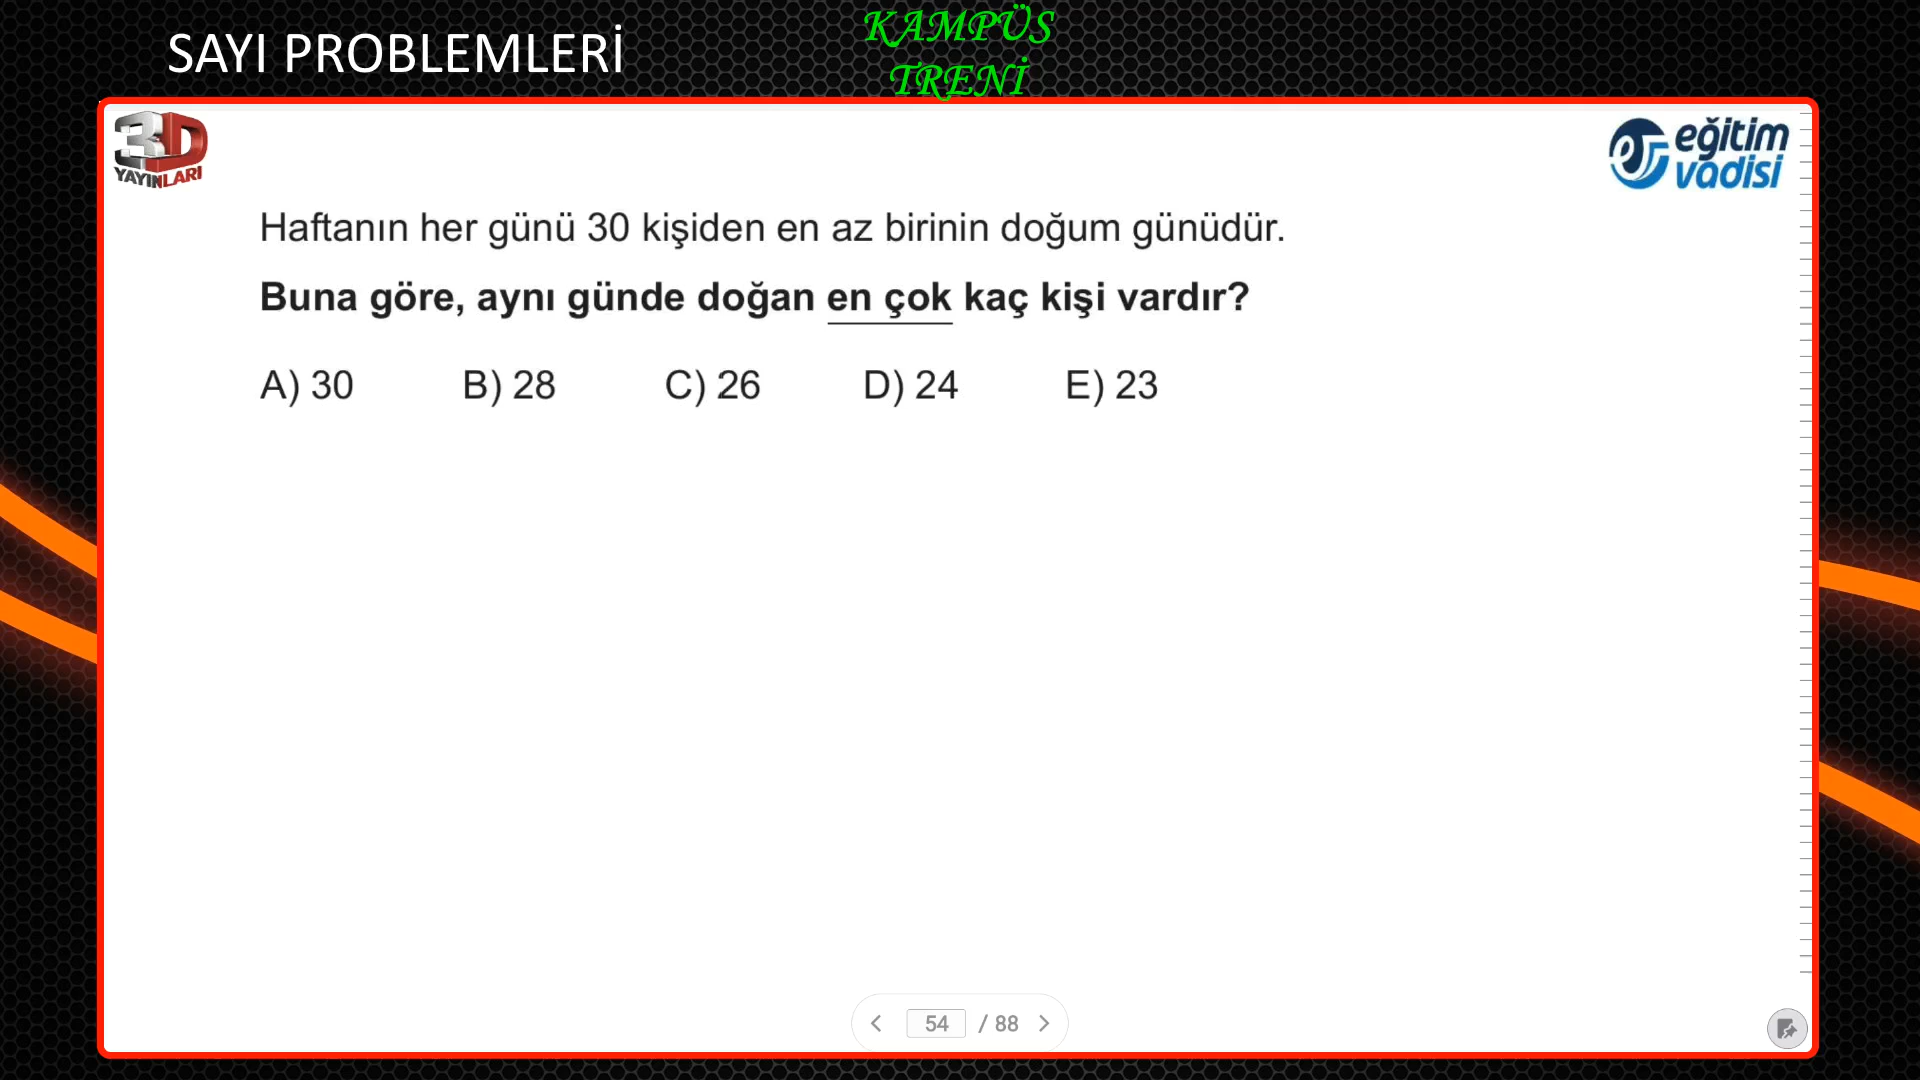 SAYI PROBLEMLERİ
KAMPÜS
TRENİ
3D
YAYINLARI
eğitim
vadisi
Haftanın her günü 30 kişiden en az birinin doğum günüdür.
Buna göre, aynı günde doğan en çok kaç kişi vardır?
A) 30 B) 28 C) 26 D) 24 E) 23
54 / 88